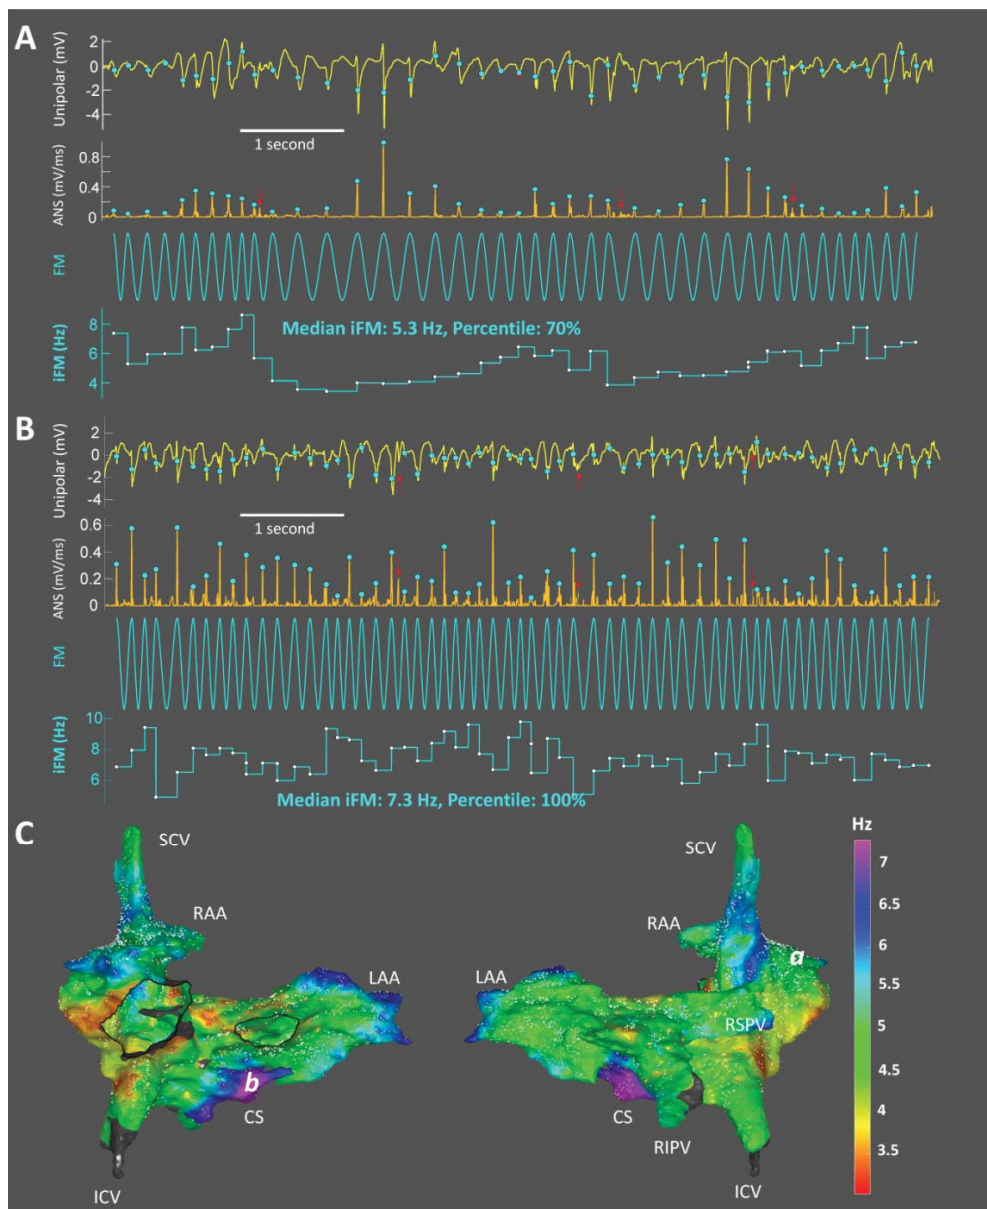 A
Unipolar (mV)
2
0
-2
-4
1 second
ANS (mV/ms)
0.8
0.4
0
FM
iFM (Hz)
8
6
4
Median iFM: 5.3 Hz, Percentile: 70%
B
Unipolar (mV)
2
0
-2
-4
1 second
ANS (mV/ms)
0.6
0.4
0.2
0
FM
iFM (Hz)
10
8
6
Median iFM: 7.3 Hz, Percentile: 100%
C
SCV
RAA
LAA
b
CS
ICV
SCV
RAA
a
LAA
RSPV
CS
RIPV
ICV
Hz
7
6.5
6
5.5
5
4.5
4
3.5